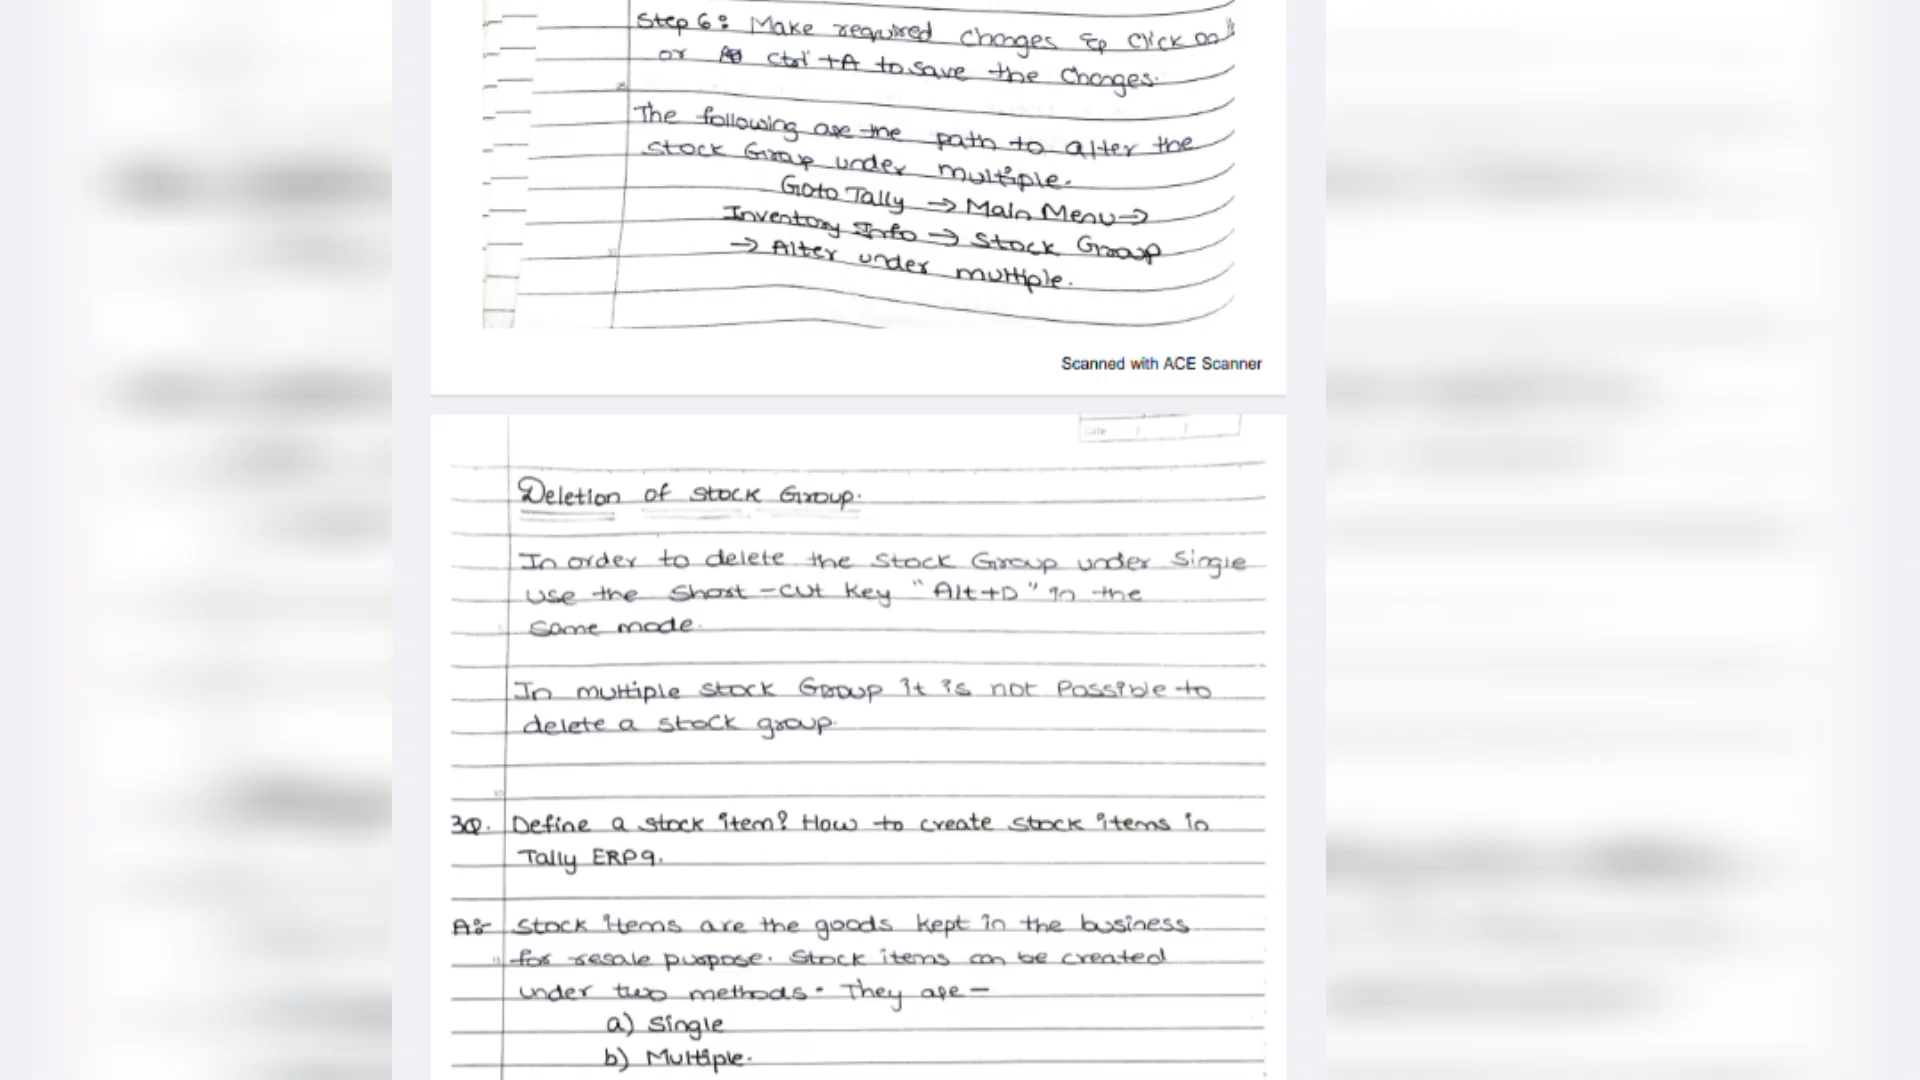 Step 6: Make required changes & Click on
or ctrl +A to save the changes.
The following are the path to alter the
stock Group under multiple.
Goto Tally → Main Menu →
Inventory Info → Stock Group
→ Alter under multiple.
Scanned with ACE Scanner
Date
Deletion of stock Group.
In order to delete the Stock Group under Single
use the short-cut key "Alt+D" in the
same mode.
In multiple stock Group it is not Possible to
delete a stock group.
3Q. Define a stock item? How to create stock items in
Tally ERP9.
A:- Stock items are the goods kept in the business
for resale purpose. Stock items can be created
under two methods. They are -
a) Single
b) Multiple.